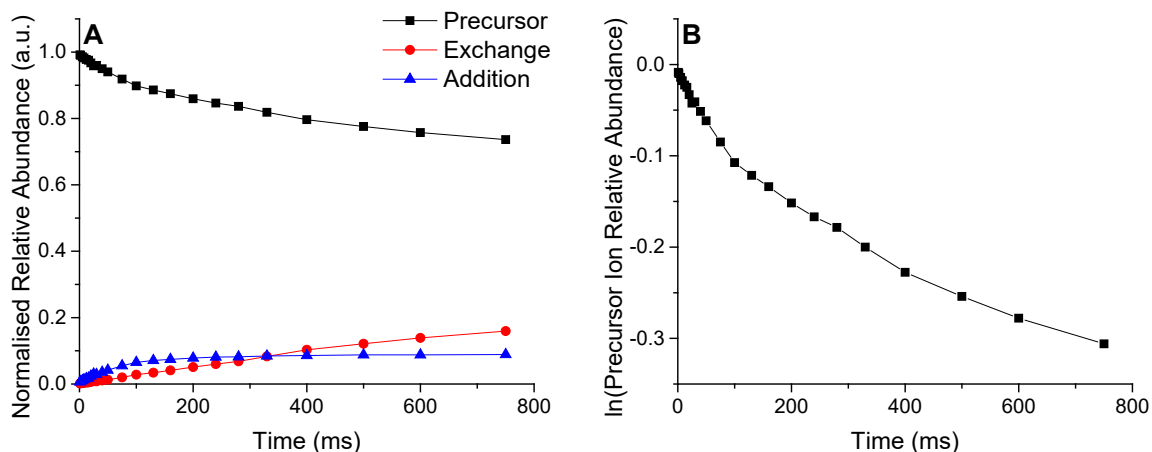 A
Precursor
Exchange
Addition
Normalised Relative Abundance (a.u.)
1.0
0.8
0.6
0.4
0.2
0.0
0
200
400
600
800
Time (ms)
B
ln(Precursor Ion Relative Abundance)
0.0
-0.1
-0.2
-0.3
0
200
400
600
800
Time (ms)